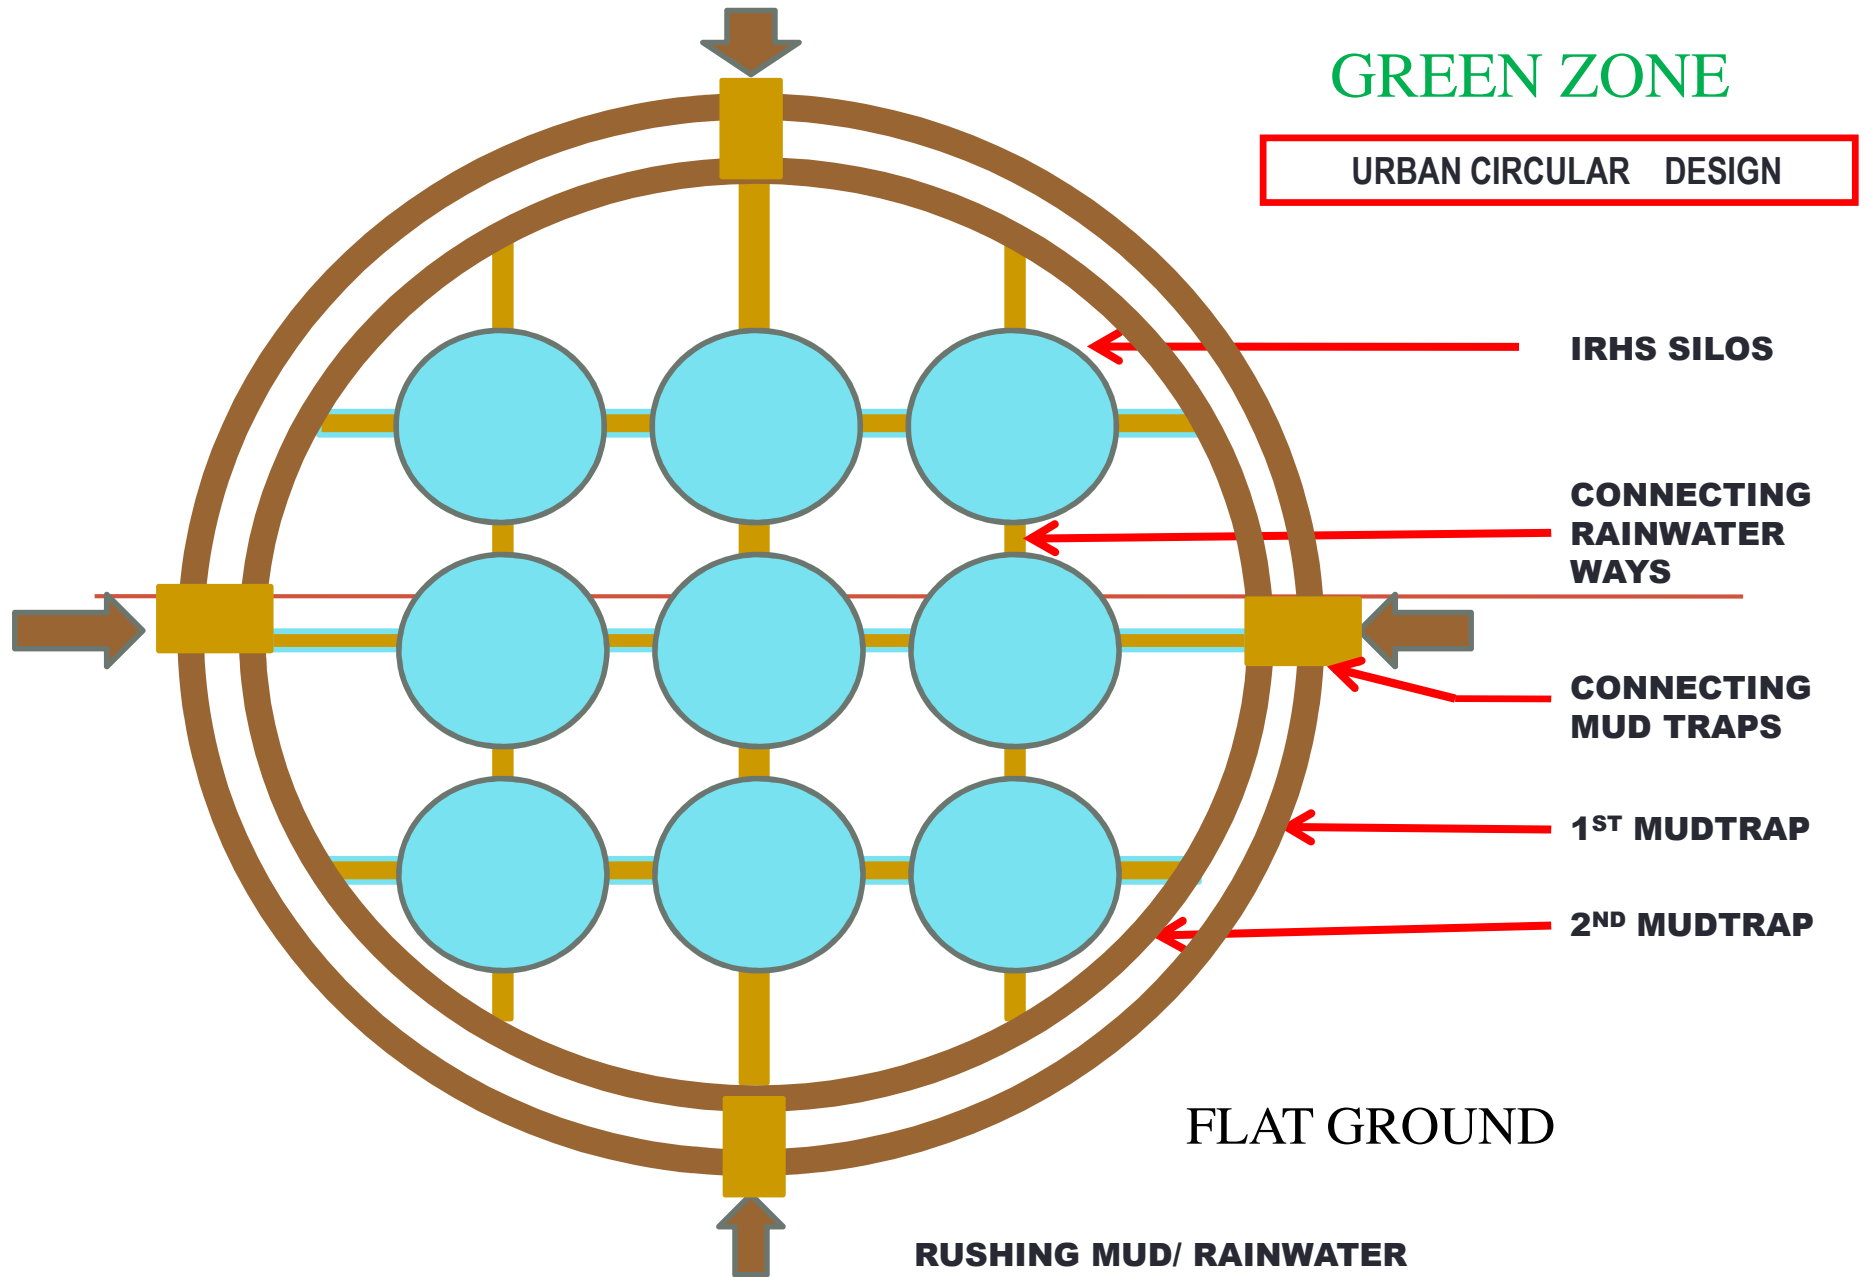 GREEN ZONE
URBAN CIRCULAR DESIGN
IRHS SILOS
CONNECTING
RAINWATER
WAYS
CONNECTING
MUD TRAPS
1ST MUDTRAP
2ND MUDTRAP
FLAT GROUND
RUSHING MUD/ RAINWATER